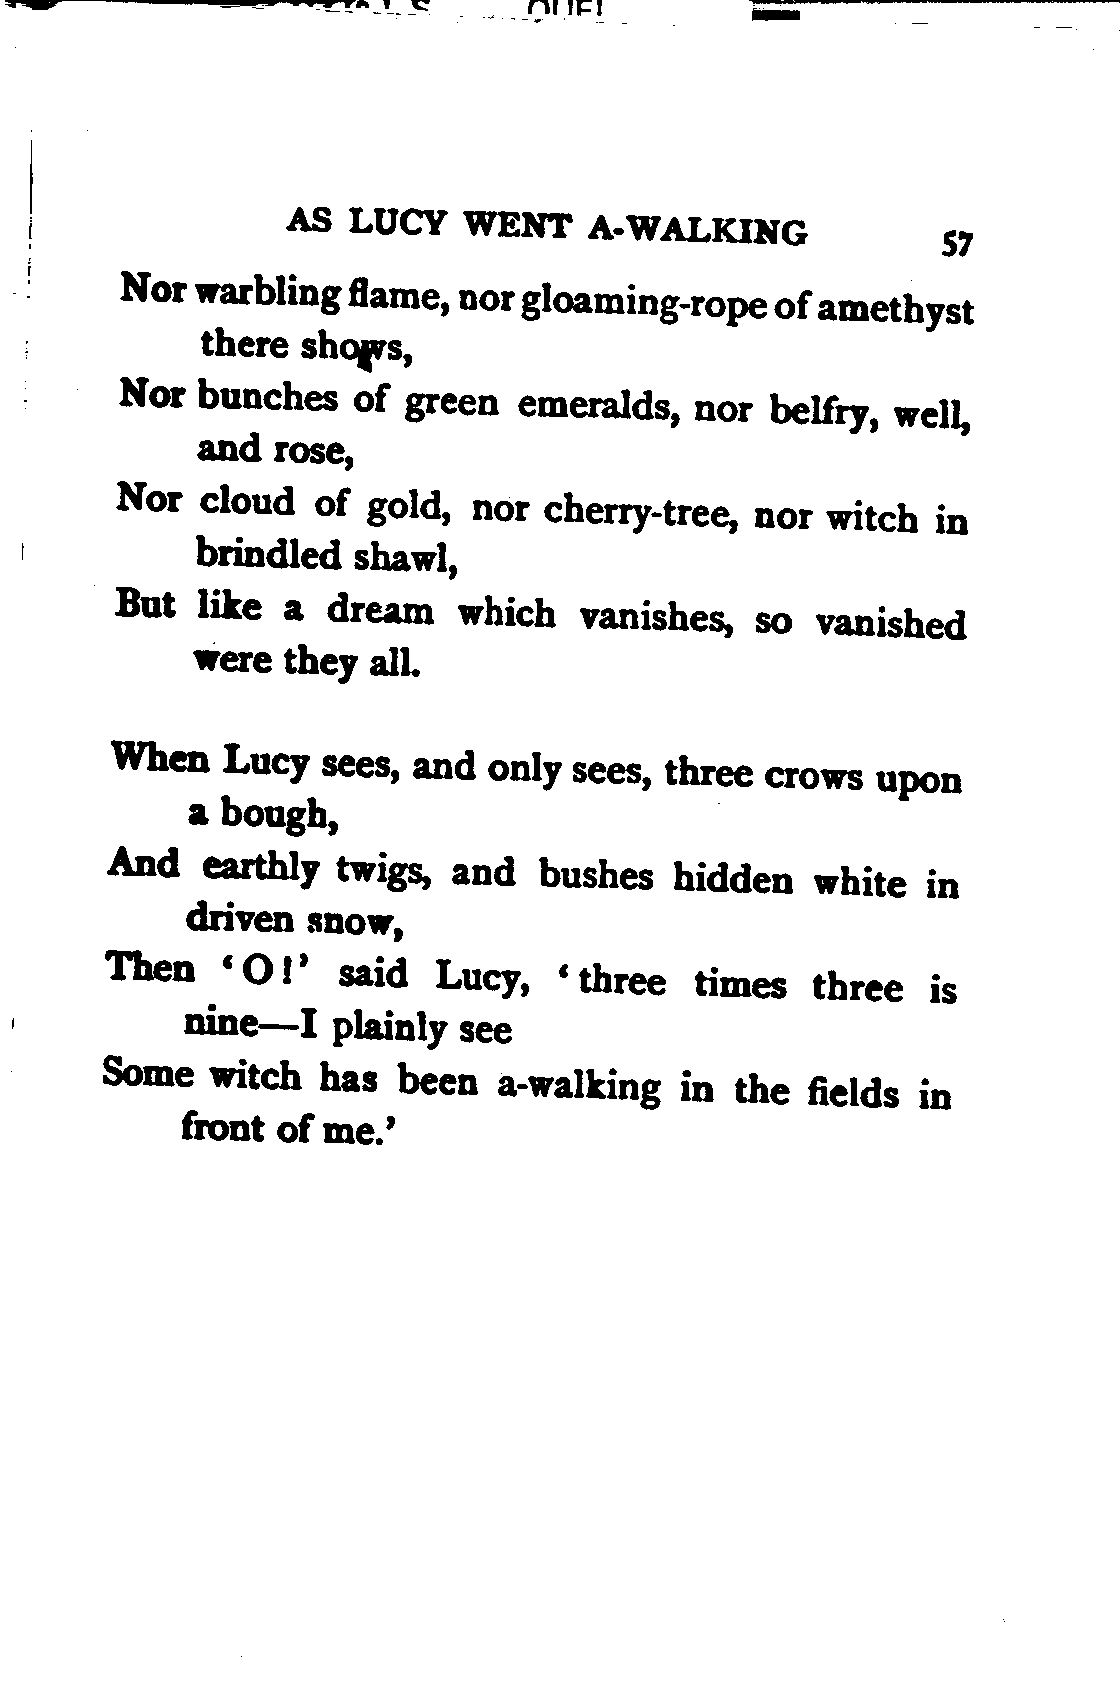 AS LUCY WENT A-WALKING 57
Nor warbling flame, nor gloaming-rope of amethyst
there shows,
Nor bunches of green emeralds, nor belfry, well,
and rose,
Nor cloud of gold, nor cherry-tree, nor witch in
brindled shawl,
But like a dream which vanishes, so vanished
were they all.
When Lucy sees, and only sees, three crows upon
a bough,
And earthly twigs, and bushes hidden white in
driven snow,
Then ‘O!’ said Lucy, ‘three times three is
nine—I plainly see
Some witch has been a-walking in the fields in
front of me.’